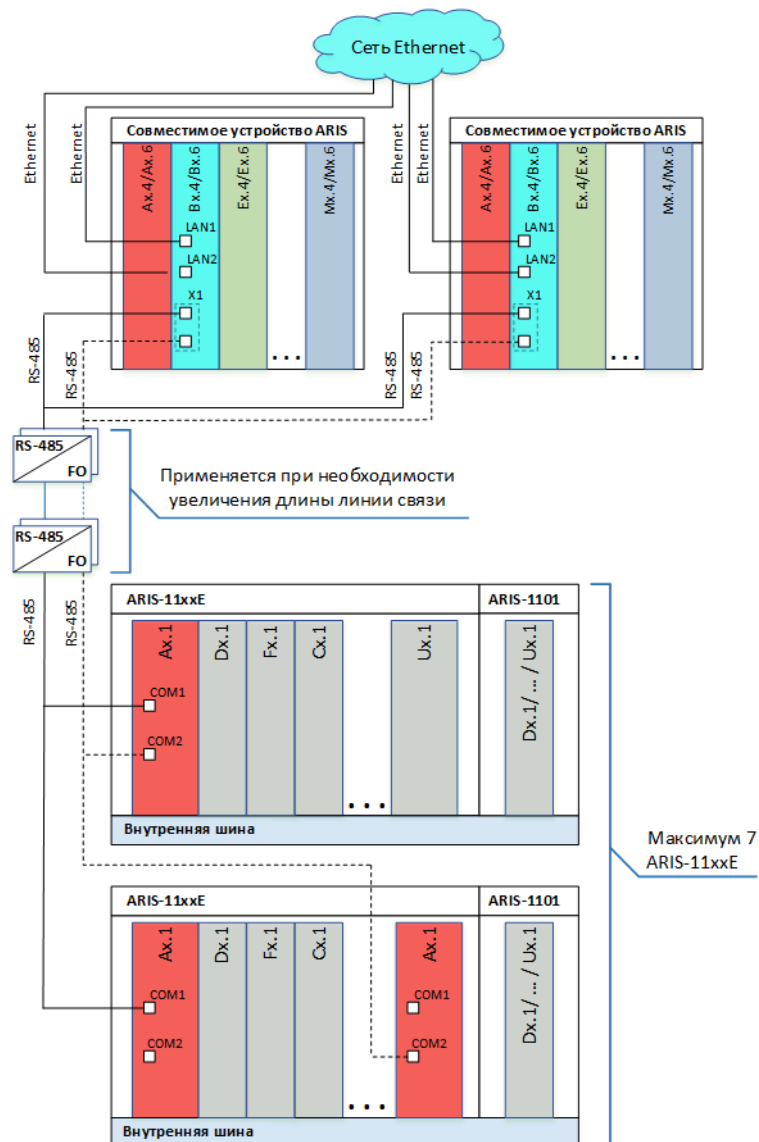 Сеть Ethernet
Ethernet
Ethernet
Ethernet
Ethernet
Совместимое устройство ARIS
Ax.4/Ax.6
Bx.4/Bx.6
Ex.4/Ex.6
Mx.4/Mx.6
LAN1
LAN2
X1
...
Совместимое устройство ARIS
Ax.4/Ax.6
Bx.4/Bx.6
Ex.4/Ex.6
Mx.4/Mx.6
LAN1
LAN2
X1
...
RS-485
RS-485
RS-485
RS-485
RS-485
FO
Применяется при необходимости
увеличения длины линии связи
RS-485
FO
RS-485
RS-485
ARIS-11xxE
ARIS-1101
Ax.1
Dx.1
Fx.1
Cx.1
Ux.1
Dx.1/ ... / Ux.1
COM1
COM2
...
Внутренняя шина
Максимум 7
ARIS-11xxE
ARIS-11xxE
ARIS-1101
Ax.1
Dx.1
Fx.1
Cx.1
Ax.1
Dx.1/ ... / Ux.1
COM1
COM2
COM1
COM2
...
Внутренняя шина